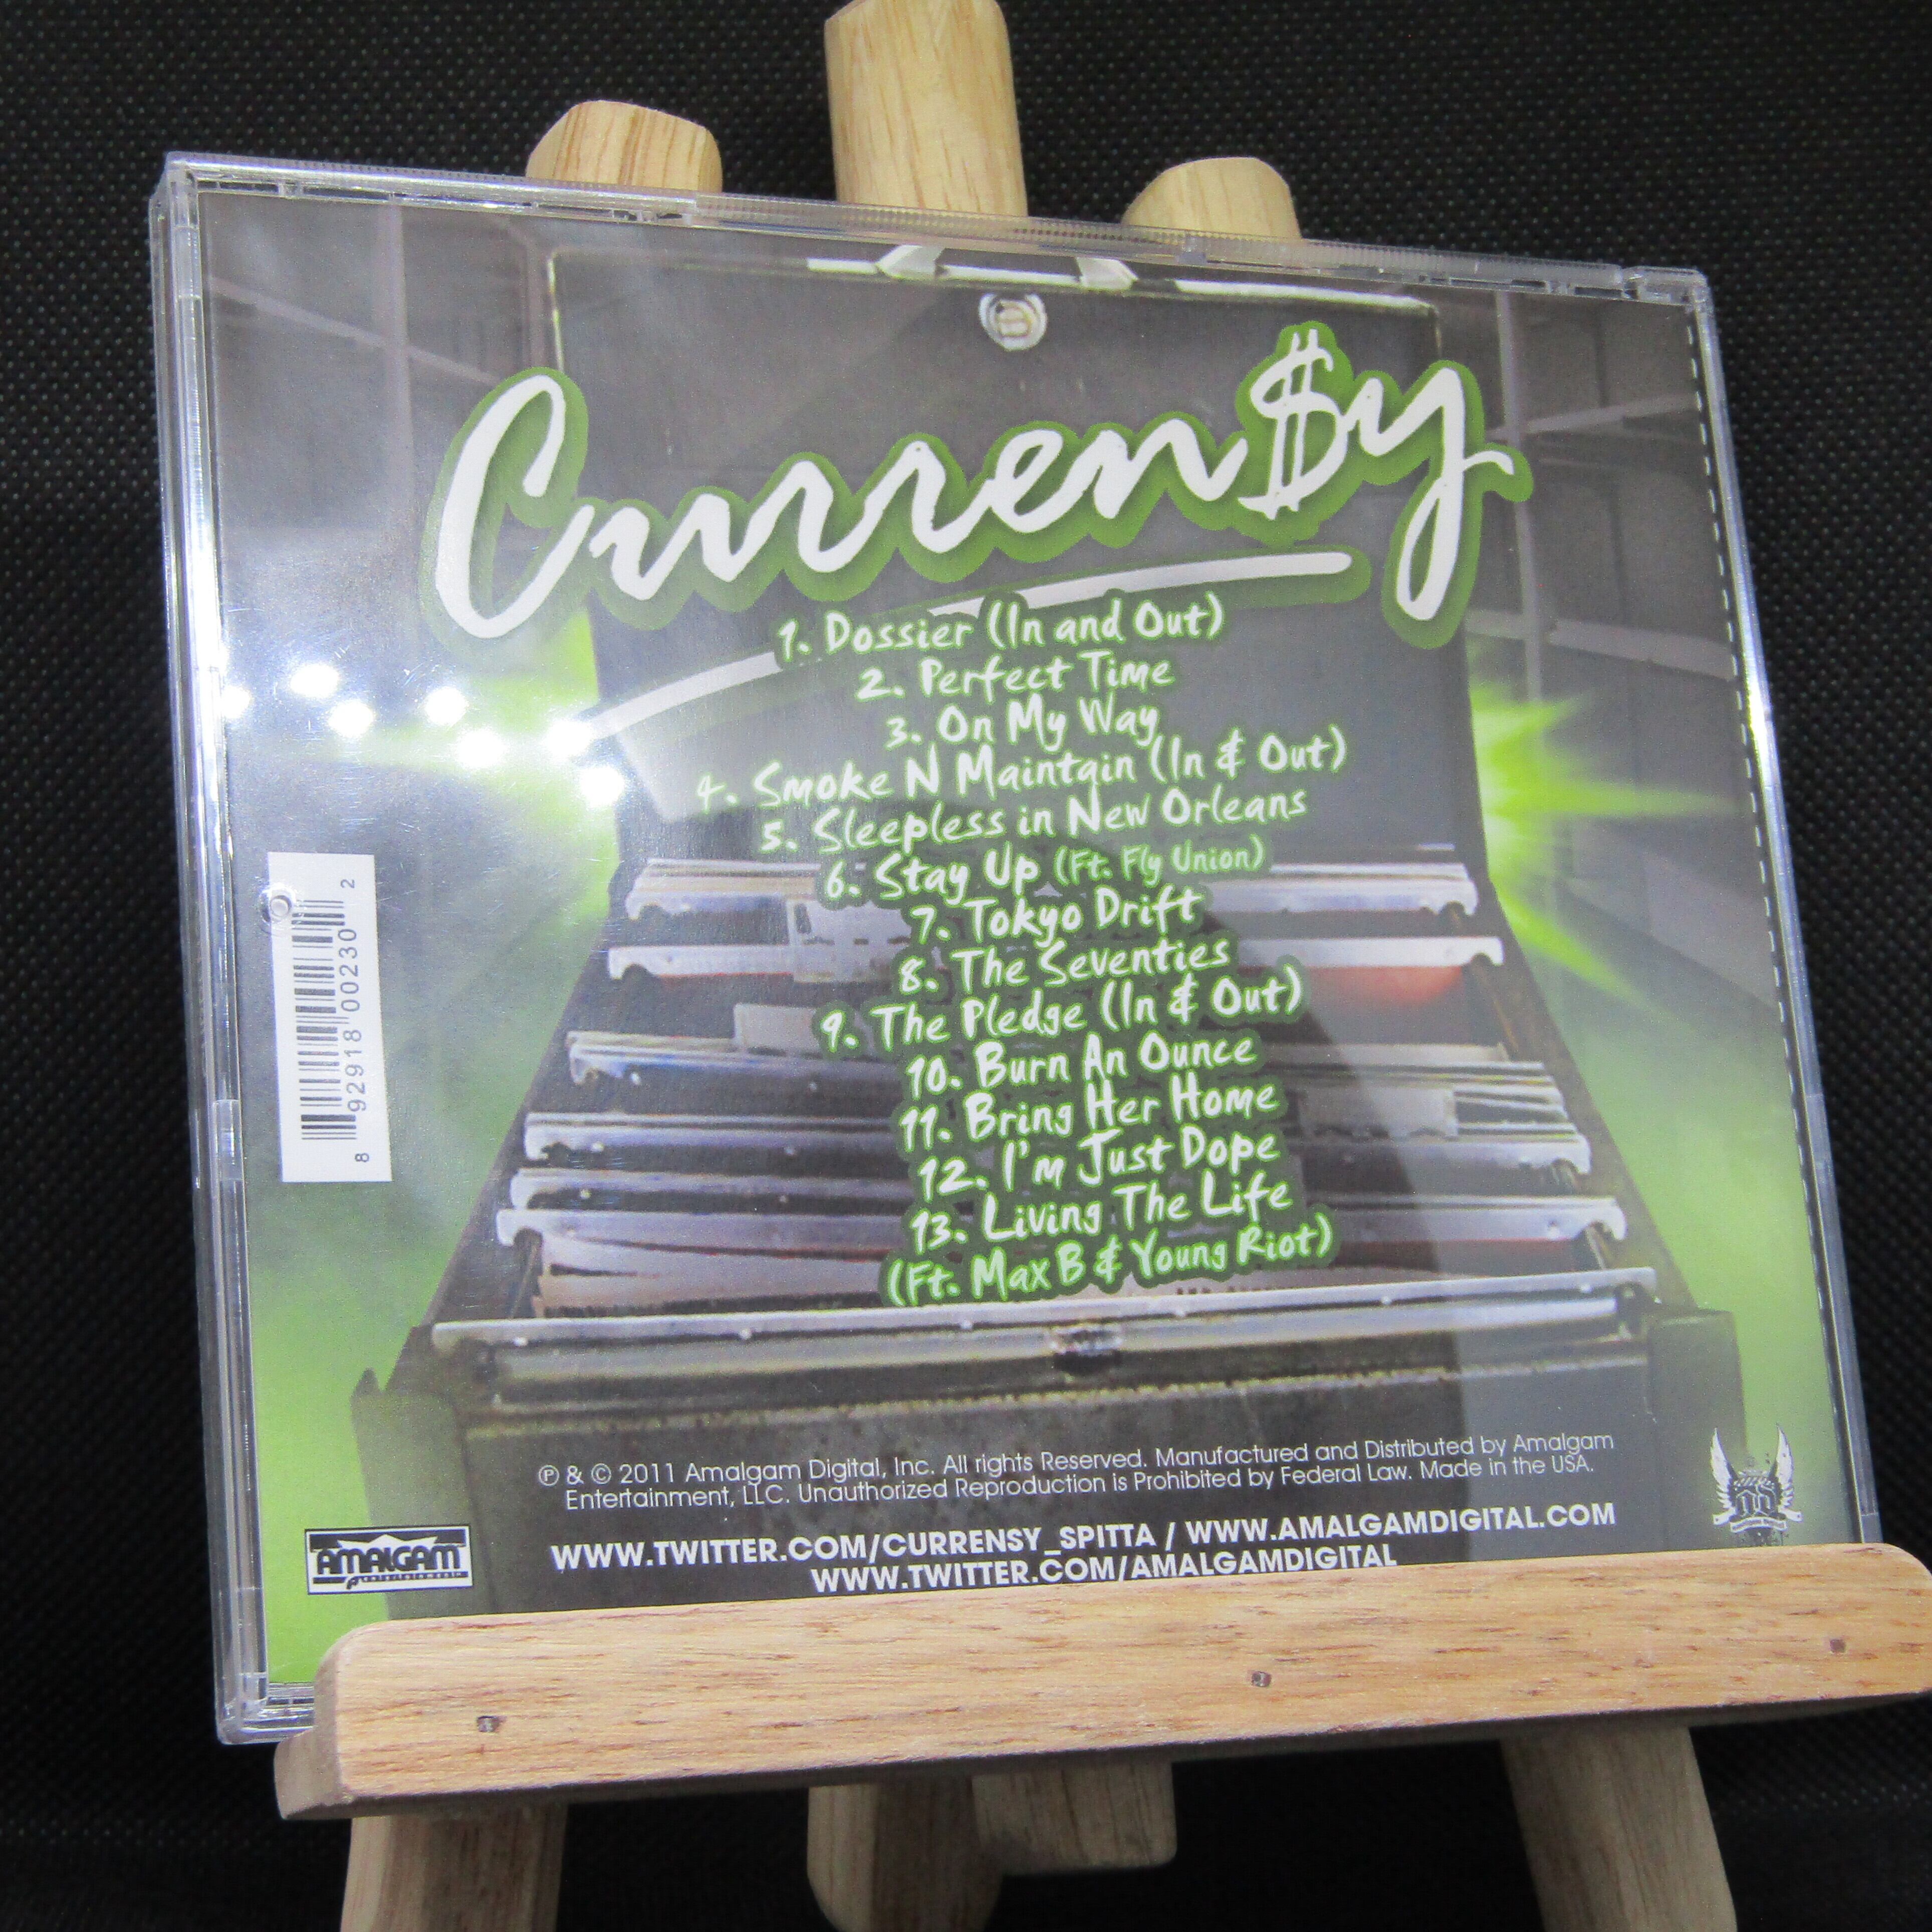 Curren$y
1. Dossier (In and Out)
2. Perfect Time
3. On My Way
4. Smoke N Maintain (In & Out)
5. Sleepless in New Orleans
6. Stay Up (Ft. Fly Union)
7. Tokyo Drift
8. The Seventies
9. The Pledge (In & Out)
10. Burn An Ounce
11. Bring Her Home
12. I'm Just Dope
13. Living The Life
(Ft. Max B & Young Riot)
8 92918 00230 2
℗ & © 2011 Amalgam Digital, Inc. All rights Reserved. Manufactured and Distributed by Amalgam
Entertainment, LLC. Unauthorized Reproduction is Prohibited by Federal Law. Made in the USA.
WWW.TWITTER.COM/CURRENSY_SPITTA / WWW.AMALGAMDIGITAL.COM
WWW.TWITTER.COM/AMALGAMDIGITAL
AMALGAM
entertainment